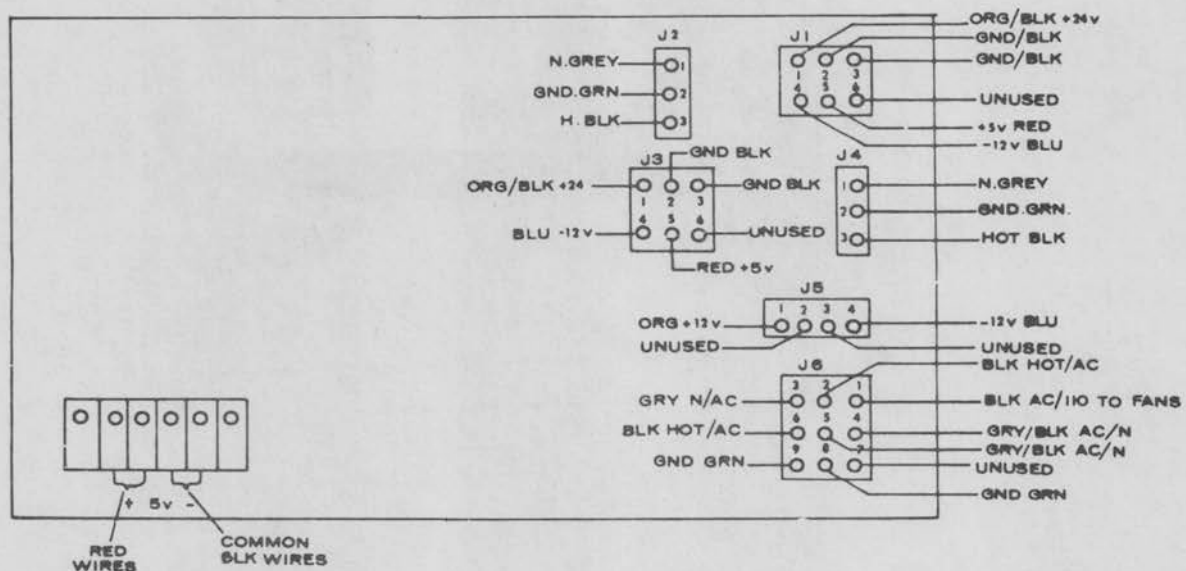 J2
N.GREY 1
GND.GRN 2
H. BLK 3
J1
ORG/BLK +24v
GND/BLK
GND/BLK
1 2 3
4 5 6
UNUSED
+5v RED
-12v BLU
J3
GND BLK
ORG/BLK +24
GND BLK
1 2 3
4 5 6
BLU -12v
UNUSED
RED +5v
J4
1 N.GREY
2 GND.GRN.
3 HOT BLK
J5
1 2 3 4
ORG +12v
-12v BLU
UNUSED
UNUSED
J6
BLK HOT/AC
3 2 1
GRY N/AC
BLK AC/110 TO FANS
6 5 4
BLK HOT/AC
GRY/BLK AC/N
GRY/BLK AC/N
9 8 7
GND GRN
UNUSED
GND GRN
+ 5v -
RED
WIRES
COMMON
BLK WIRES